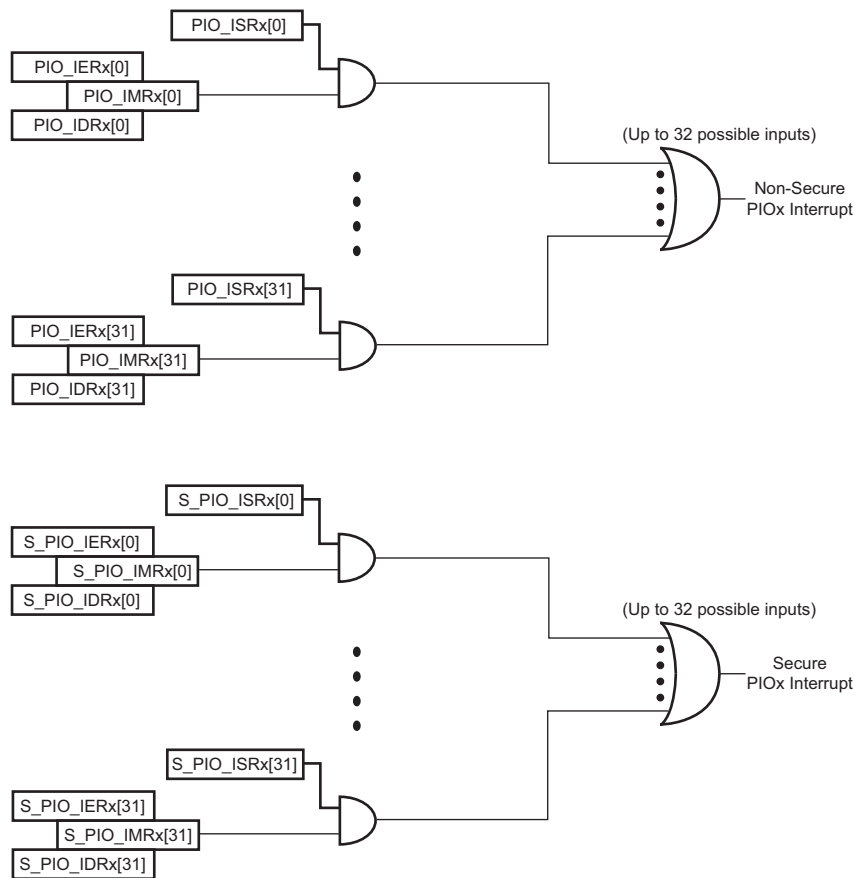 PIO_ISRx[0]
PIO_IERx[0]
PIO_IMRx[0]
PIO_IDRx[0]
(Up to 32 possible inputs)
Non-Secure
PIOx Interrupt
PIO_ISRx[31]
PIO_IERx[31]
PIO_IMRx[31]
PIO_IDRx[31]
S_PIO_ISRx[0]
S_PIO_IERx[0]
S_PIO_IMRx[0]
S_PIO_IDRx[0]
(Up to 32 possible inputs)
Secure
PIOx Interrupt
S_PIO_ISRx[31]
S_PIO_IERx[31]
S_PIO_IMRx[31]
S_PIO_IDRx[31]